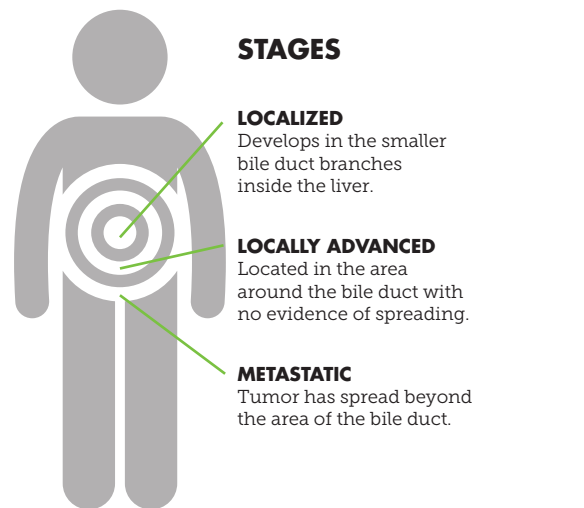 STAGES
LOCALIZED
Develops in the smaller
bile duct branches
inside the liver.
LOCALLY ADVANCED
Located in the area
around the bile duct with
no evidence of spreading.
METASTATIC
Tumor has spread beyond
the area of the bile duct.